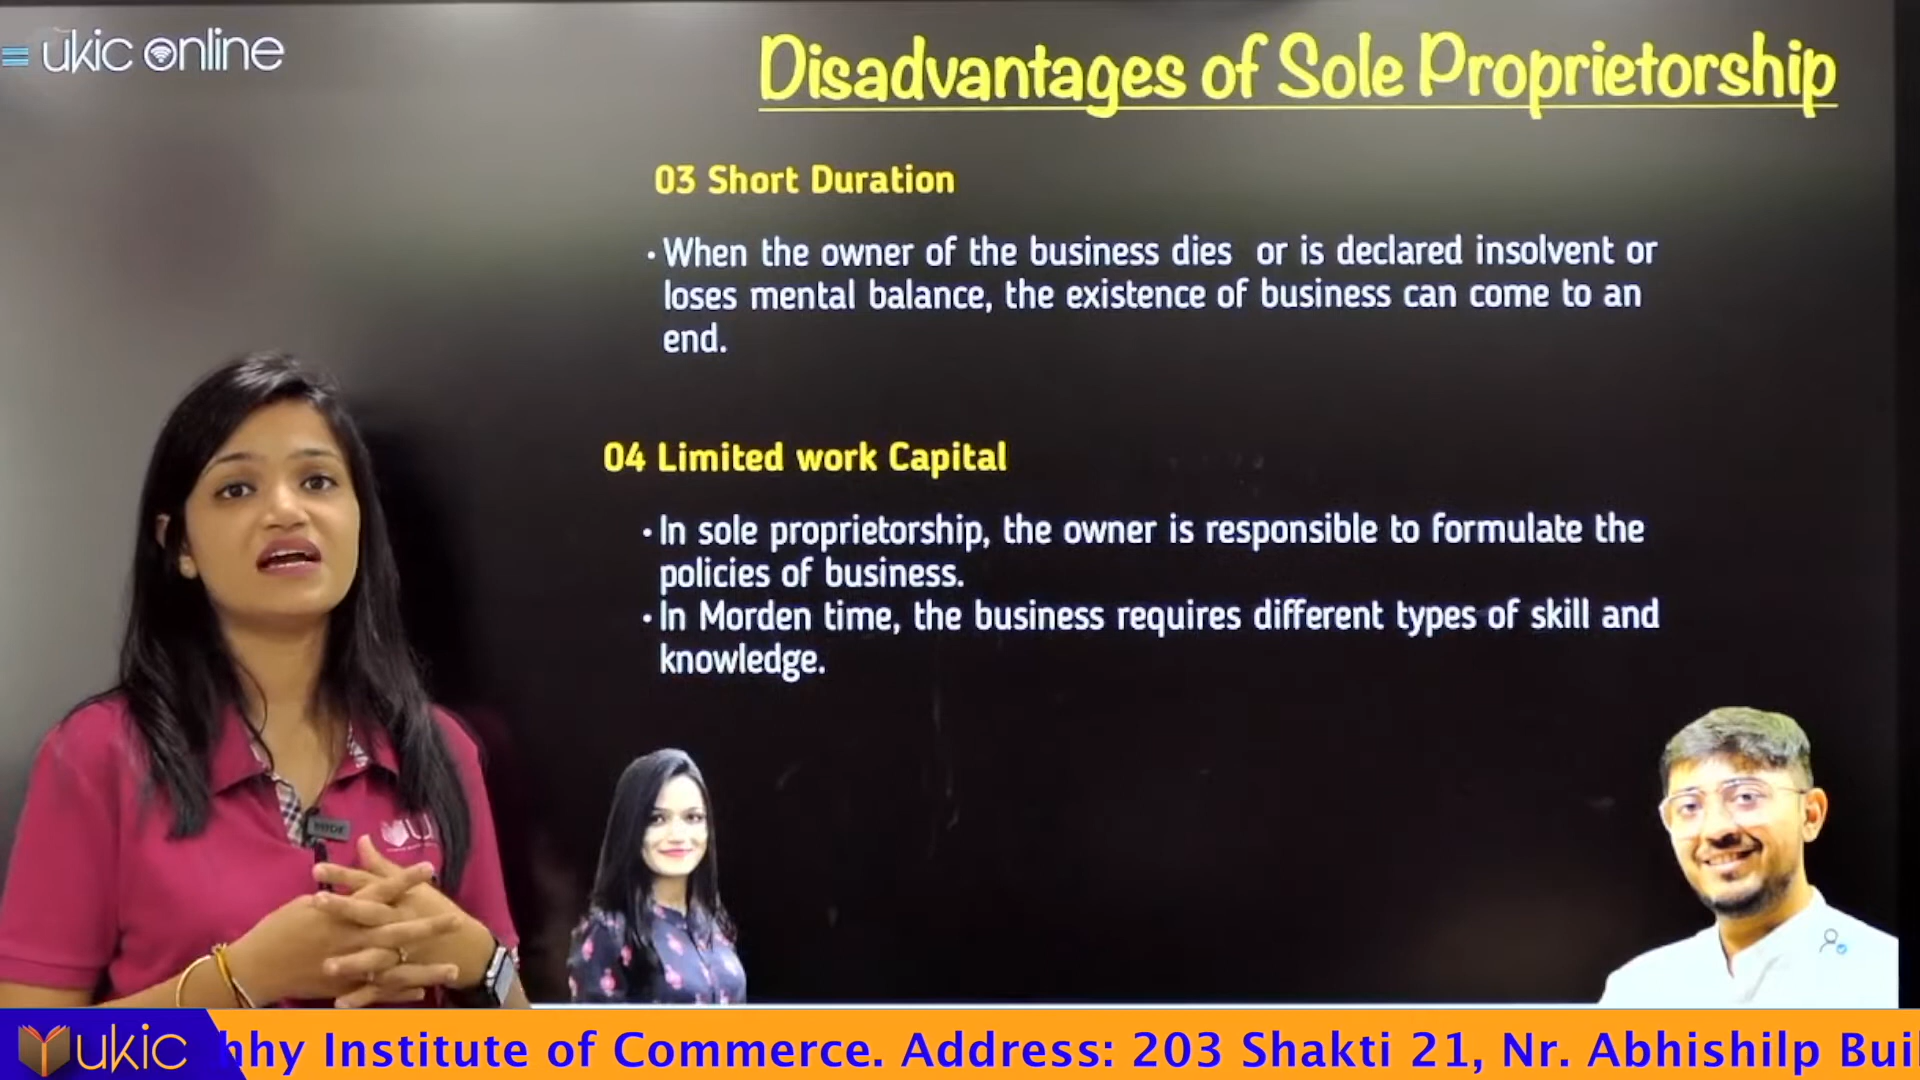 ukic online
Disadvantages of Sole Proprietorship
03 Short Duration
• When the owner of the business dies or is declared insolvent or
loses mental balance, the existence of business can come to an
end.
04 Limited work Capital
• In sole proprietorship, the owner is responsible to formulate the
policies of business.
• In Morden time, the business requires different types of skill and
knowledge.
ukic
hhy Institute of Commerce. Address: 203 Shakti 21, Nr. Abhishilp Bui